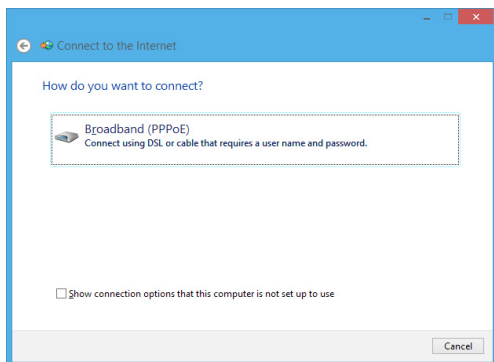 Connect to the Internet
How do you want to connect?
Broadband (PPPoE)
Connect using DSL or cable that requires a user name and password.
Show connection options that this computer is not set up to use
Cancel